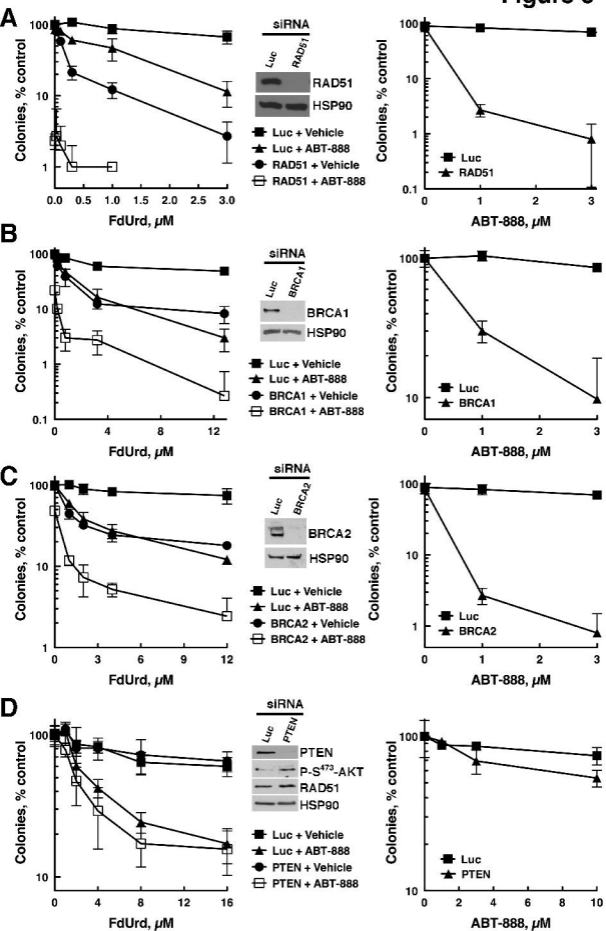 A
Colonies, % control
100
10
1
0.0 0.5 1.0 1.5 2.0 2.5 3.0
FdUrd, µM
siRNA
Luc
RAD51
RAD51
HSP90
Luc + Vehicle
Luc + ABT-888
RAD51 + Vehicle
RAD51 + ABT-888
Colonies, % control
100
10
1
0.1
0 1 2 3
ABT-888, µM
Luc
RAD51
B
Colonies, % control
100
10
1
0.1
0 4 8 12
FdUrd, µM
siRNA
Luc
BRCA1
BRCA1
HSP90
Luc + Vehicle
Luc + ABT-888
BRCA1 + Vehicle
BRCA1 + ABT-888
Colonies, % control
100
10
0 1 2 3
ABT-888, µM
Luc
BRCA1
C
Colonies, % control
100
10
1
0 3 6 9 12
FdUrd, µM
siRNA
Luc
BRCA2
BRCA2
HSP90
Luc + Vehicle
Luc + ABT-888
BRCA2 + Vehicle
BRCA2 + ABT-888
Colonies, % control
100
10
1
0 1 2 3
ABT-888, µM
Luc
BRCA2
D
Colonies, % control
100
10
0 4 8 12 16
FdUrd, µM
siRNA
Luc
PTEN
PTEN
P-S473-AKT
RAD51
HSP90
Luc + Vehicle
Luc + ABT-888
PTEN + Vehicle
PTEN + ABT-888
Colonies, % control
100
10
0 2 4 6 8 10
ABT-888, µM
Luc
PTEN